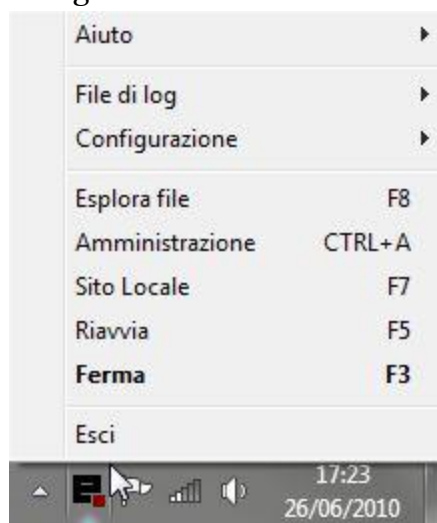 Aiuto
File di log
Configurazione
Esplora file F8
Amministrazione CTRL+A
Sito Locale F7
Riavvia F5
Ferma F3
Esci
17:23
26/06/2010